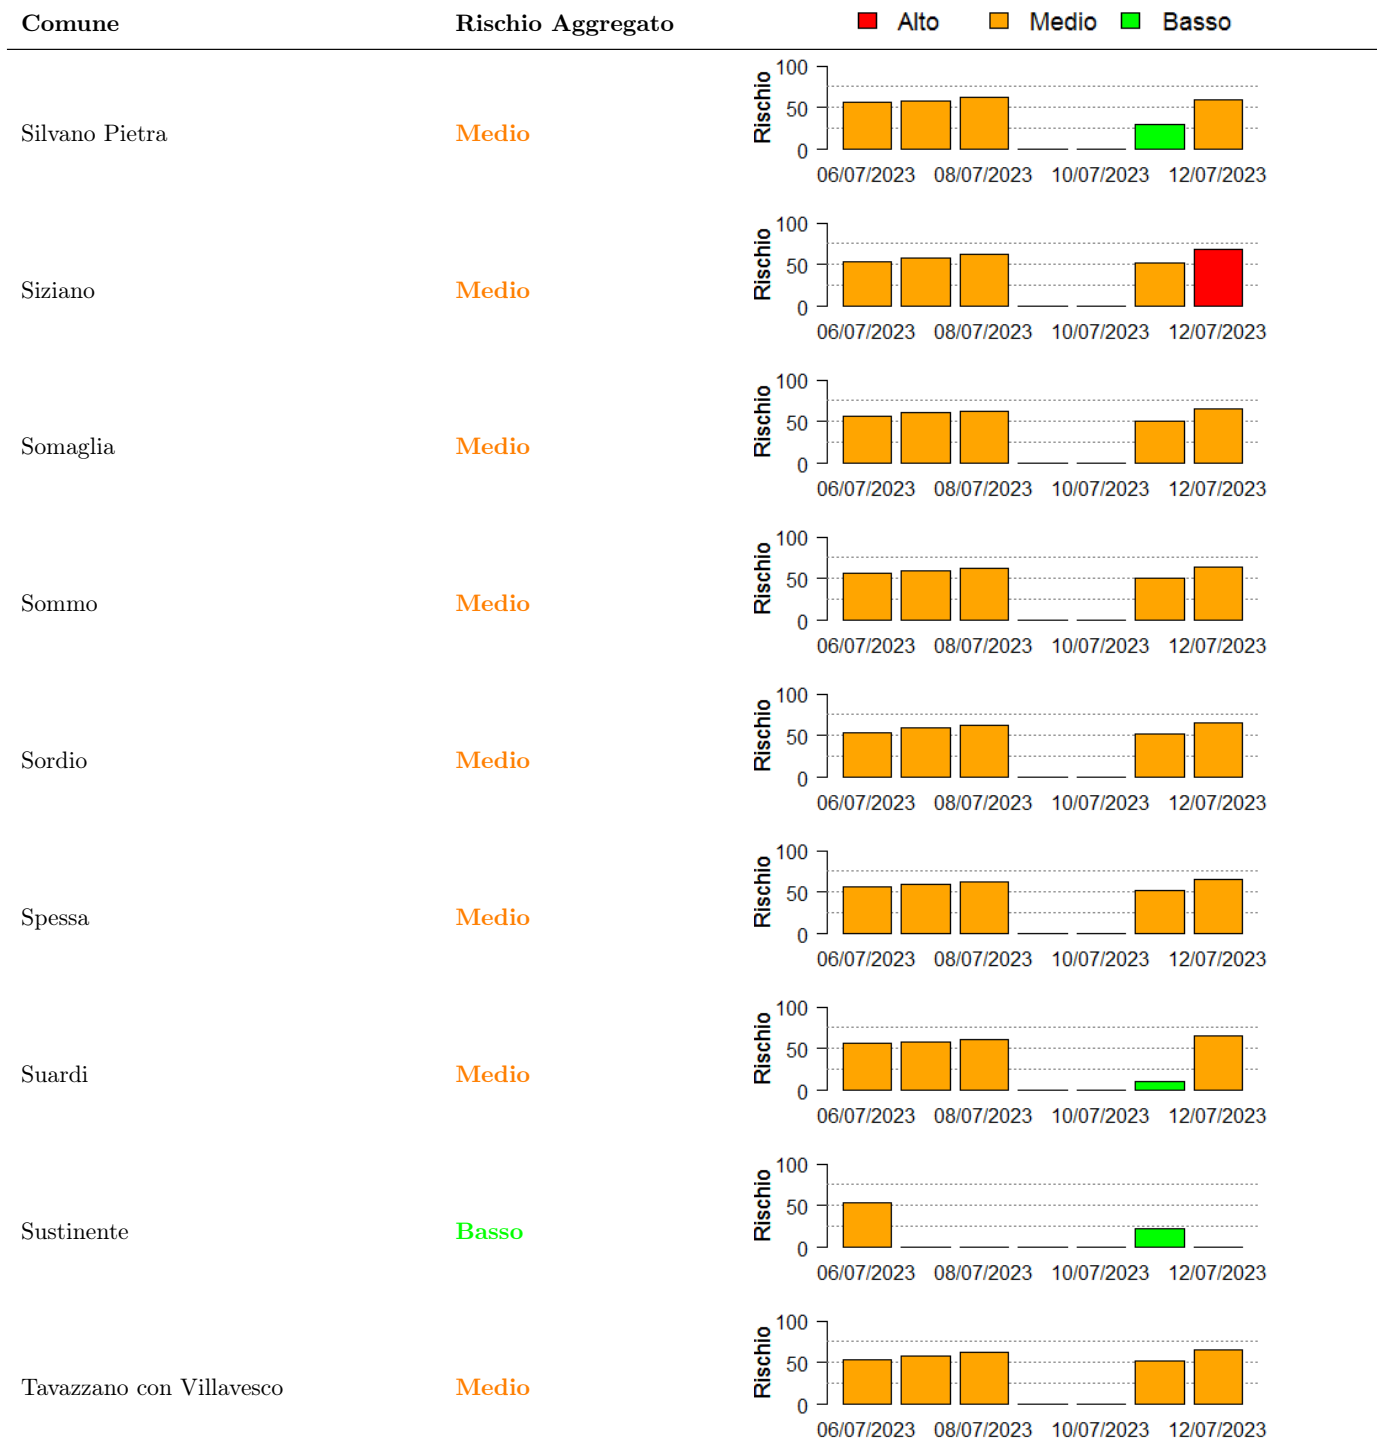 Comune Rischio Aggregato Alto Medio Basso
100
50
0
Rischio
Silvano Pietra Medio
06/07/2023 08/07/2023 10/07/2023 12/07/2023
100
50
0
Rischio
Siziano Medio
06/07/2023 08/07/2023 10/07/2023 12/07/2023
100
50
0
Rischio
Somaglia Medio
06/07/2023 08/07/2023 10/07/2023 12/07/2023
100
50
0
Rischio
Sommo Medio
06/07/2023 08/07/2023 10/07/2023 12/07/2023
100
50
0
Rischio
Sordio Medio
06/07/2023 08/07/2023 10/07/2023 12/07/2023
100
50
0
Rischio
Spessa Medio
06/07/2023 08/07/2023 10/07/2023 12/07/2023
100
50
0
Rischio
Suardi Medio
06/07/2023 08/07/2023 10/07/2023 12/07/2023
100
50
0
Rischio
Sustinente Basso
06/07/2023 08/07/2023 10/07/2023 12/07/2023
100
50
0
Rischio
Tavazzano con Villavesco Medio
06/07/2023 08/07/2023 10/07/2023 12/07/2023